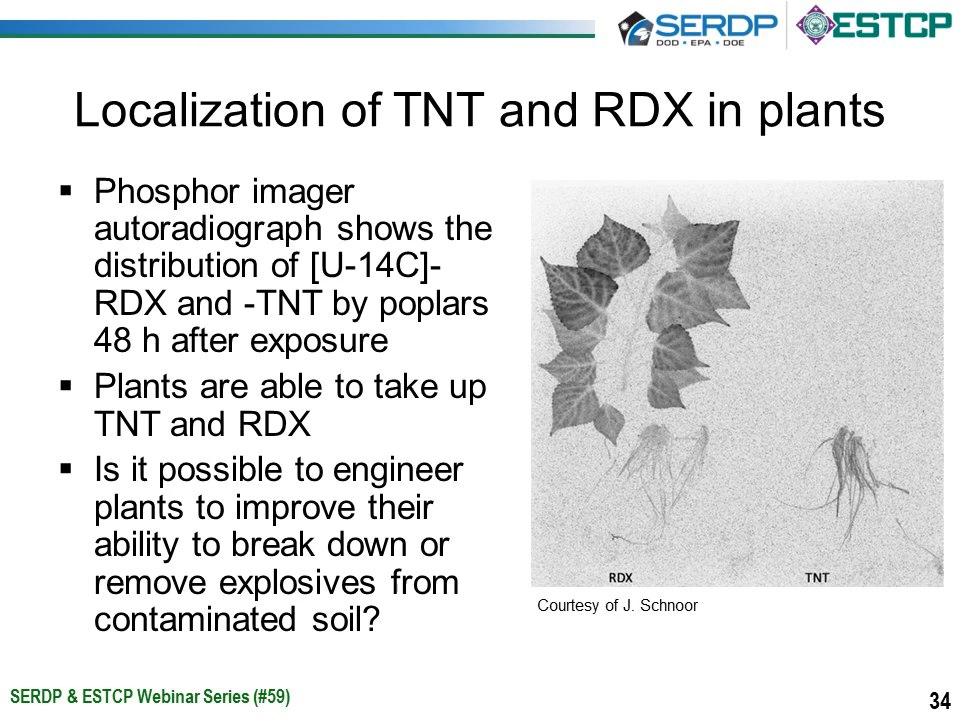 SERDP
DOD • EPA • DOE
ESTCP
Localization of TNT and RDX in plants
▪ Phosphor imager
autoradiograph shows the
distribution of [U-14C]-
RDX and -TNT by poplars
48 h after exposure
▪ Plants are able to take up
TNT and RDX
▪ Is it possible to engineer
plants to improve their
ability to break down or
remove explosives from
contaminated soil?
RDX
TNT
Courtesy of J. Schnoor
SERDP & ESTCP Webinar Series (#59)
34